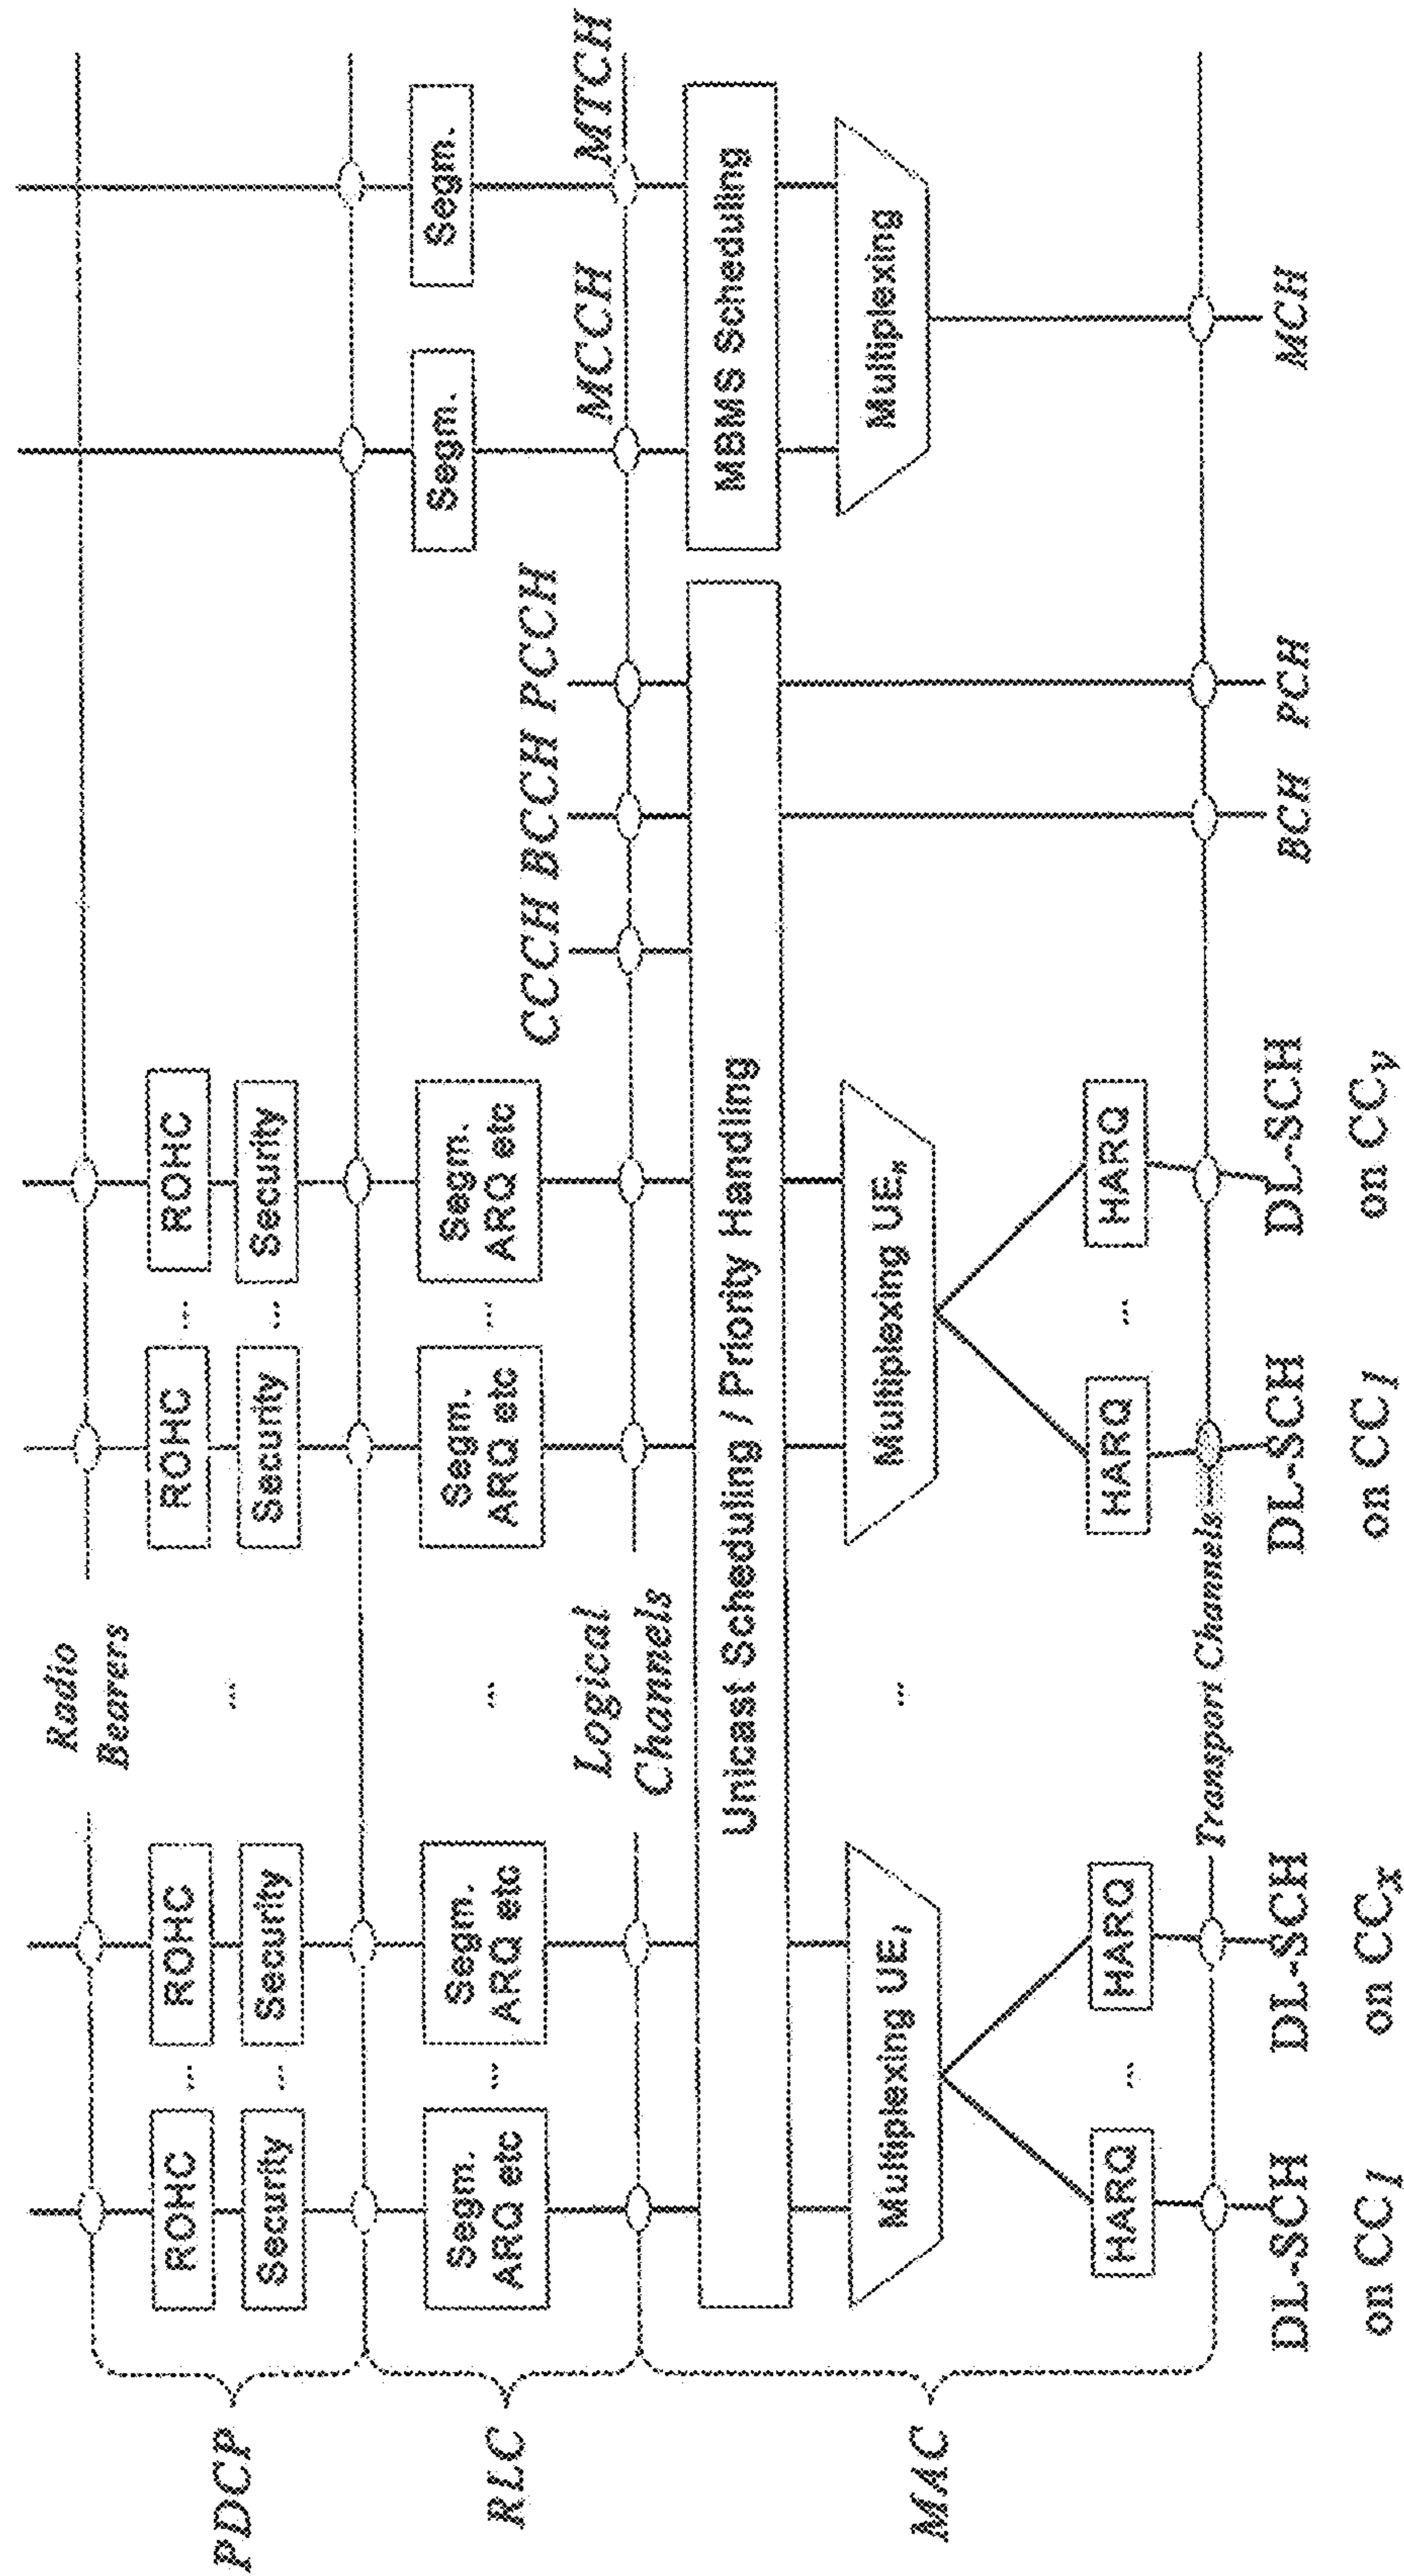 Radio
Bearers
PDCP
ROHC
...
ROHC
...
ROHC
...
ROHC
Security
...
Security
Security
...
Security
RLC
Segm.
ARQ etc
...
Segm.
ARQ etc
...
Segm.
ARQ etc
...
Segm.
ARQ etc
Segm.
Segm.
Logical
Channels
CCCH BCCH PCCH
MCCH
MTCH
MAC
Unicast Scheduling / Priority Handling
MBMS Scheduling
Multiplexing UE1
...
Multiplexing UEn
Multiplexing
HARQ
...
HARQ
HARQ
...
HARQ
Transport Channels
DL-SCH
on CC1
DL-SCH
on CCx
DL-SCH
on CC1
DL-SCH
on CCy
BCH
PCH
MCH